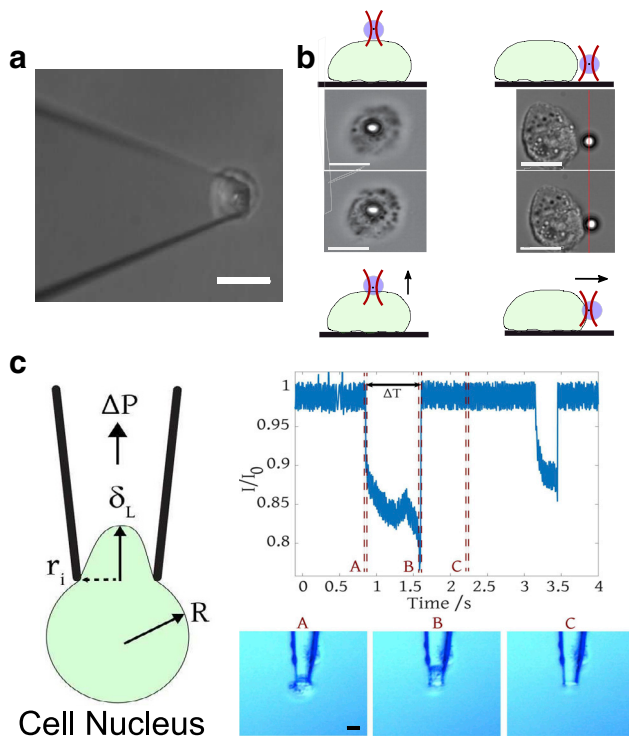 a
b
c
ΔP
δL
ri
R
Cell Nucleus
I/I0
1
0.95
0.9
0.85
0.8
ΔT
A
B
C
0
0.5
1
1.5
2
2.5
3
3.5
4
Time /s
A
B
C